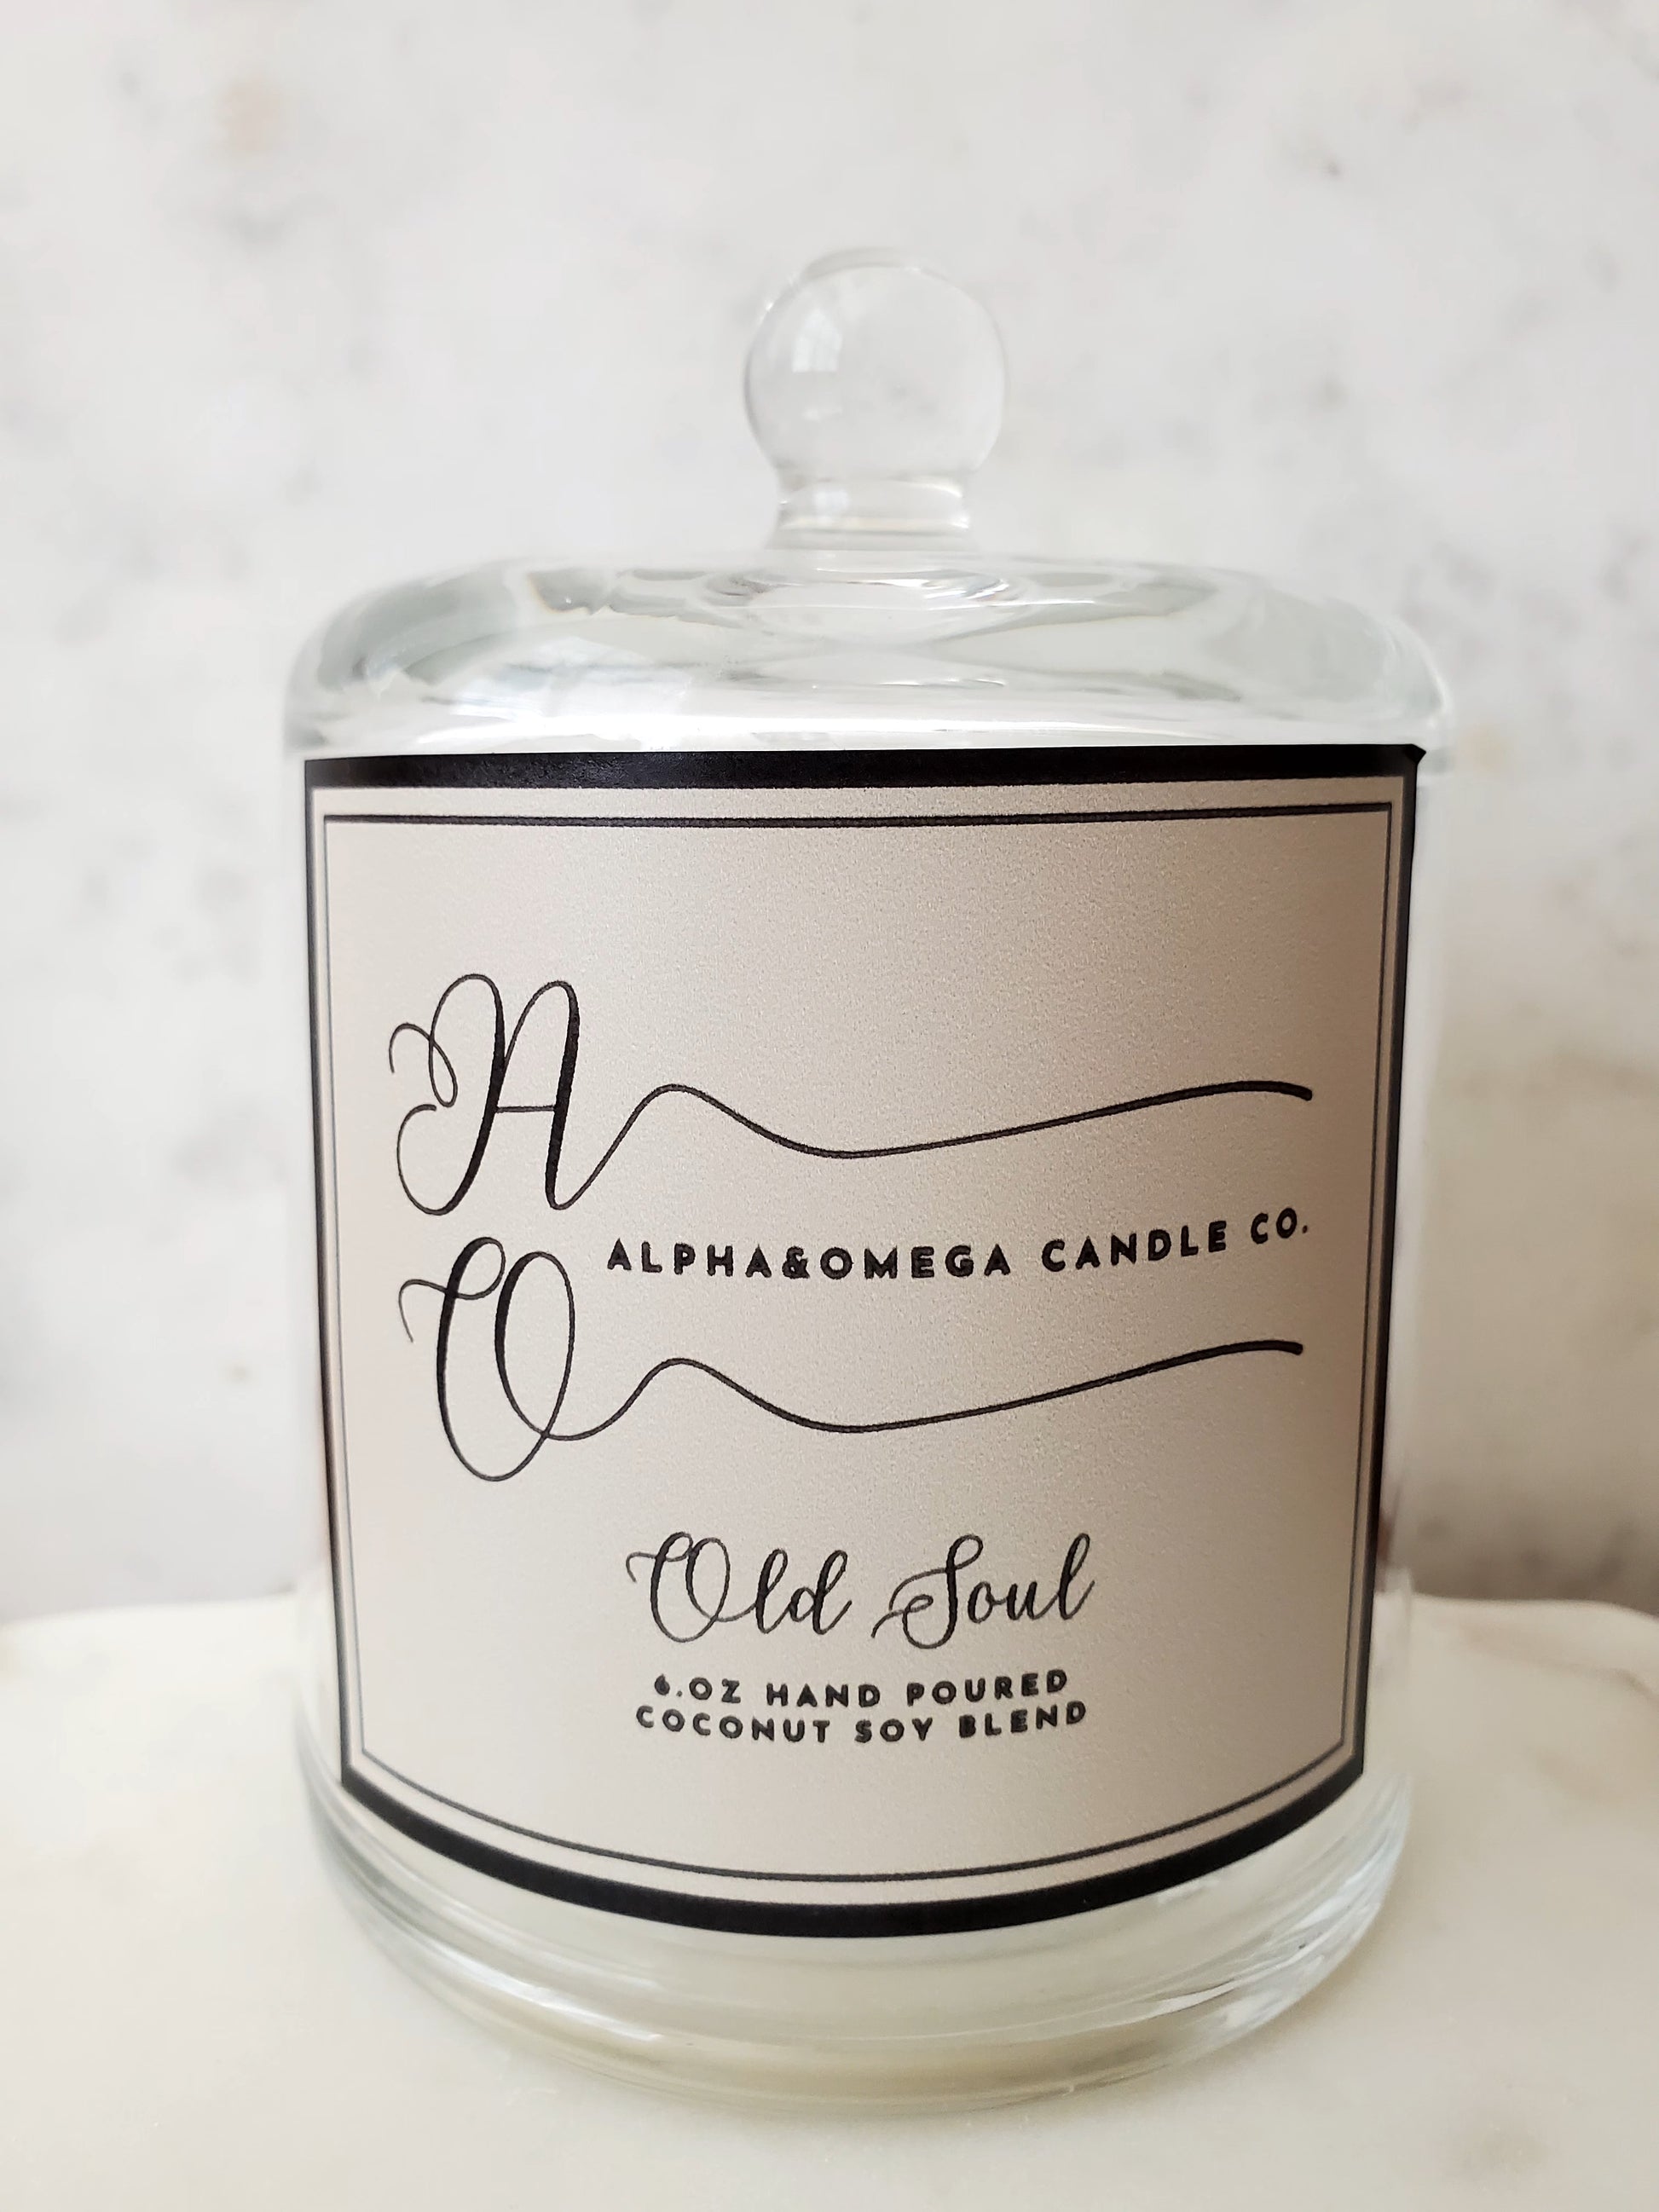 A
ALPHA&OMEGA CANDLE CO.
O
Old Soul
6.OZ HAND POURED
COCONUT SOY BLEND